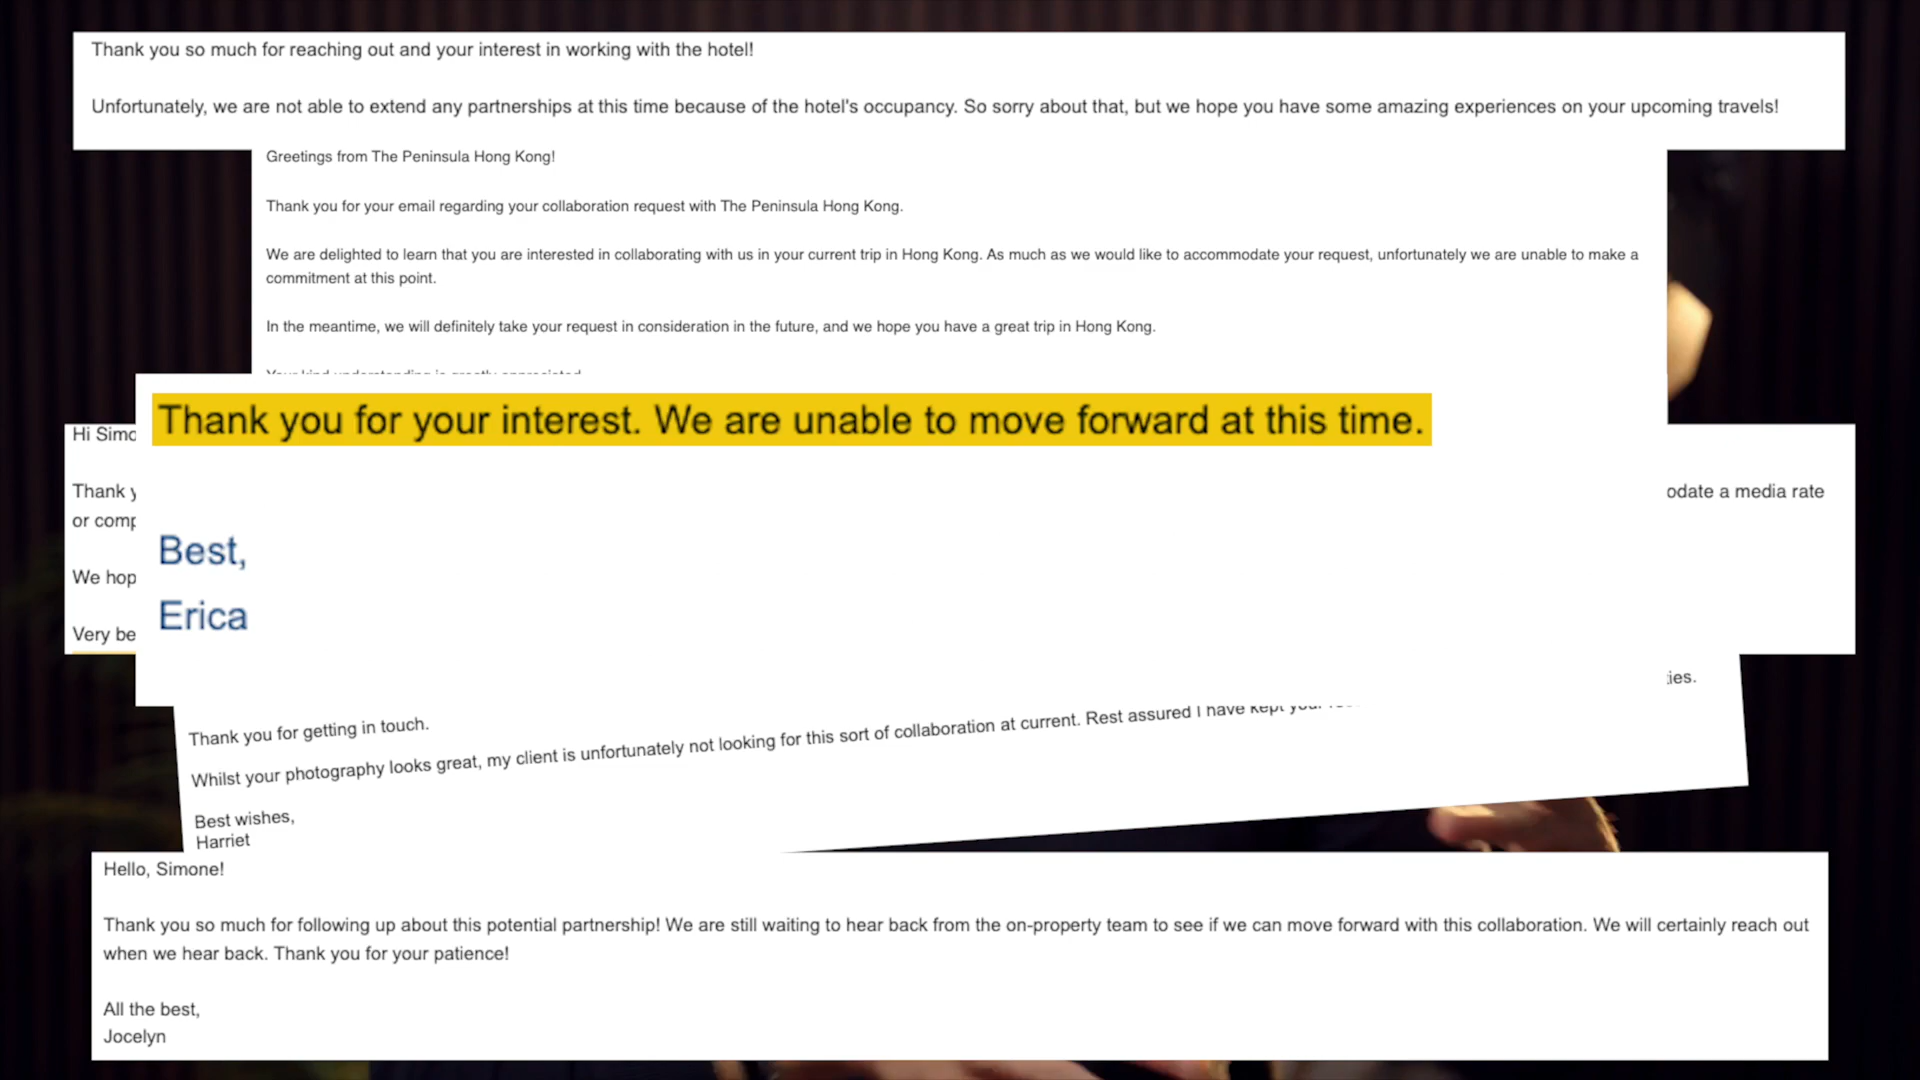 Thank you so much for reaching out and your interest in working with the hotel!
Unfortunately, we are not able to extend any partnerships at this time because of the hotel's occupancy. So sorry about that, but we hope you have some amazing experiences on your upcoming travels!
Greetings from The Peninsula Hong Kong!
Thank you for your email regarding your collaboration request with The Peninsula Hong Kong.
We are delighted to learn that you are interested in collaborating with us in your current trip in Hong Kong. As much as we would like to accommodate your request, unfortunately we are unable to make a
commitment at this point.
In the meantime, we will definitely take your request in consideration in the future, and we hope you have a great trip in Hong Kong.
Your kind understanding is greatly appreciated
Thank you for your interest. We are unable to move forward at this time.
Hi
Thank
a media rate
or
We
Very
Best,
Erica
Thank you for getting in touch.
Whilst your photography looks great, my client is unfortunately not looking for this sort of collaboration at current. Rest assured I have kept
Best wishes,
Harriet
Hello, Simone!
Thank you so much for following up about this potential partnership! We are still waiting to hear back from the on-property team to see if we can move forward with this collaboration. We will certainly reach out
when we hear back. Thank you for your patience!
All the best,
Jocelyn